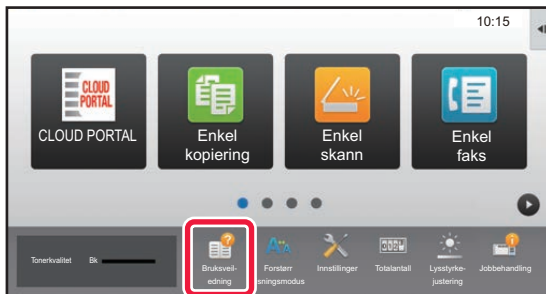 10:15
CLOUD
PORTAL
CLOUD PORTAL
Enkel
kopiering
Enkel
skann
Enkel
faks
Tonerkvalitet Bk
Bruksveil-
edning
Forstørr
sningsmodus
Innstillinger
Totalantall
Lysstyrke-
justering
Jobbehandling